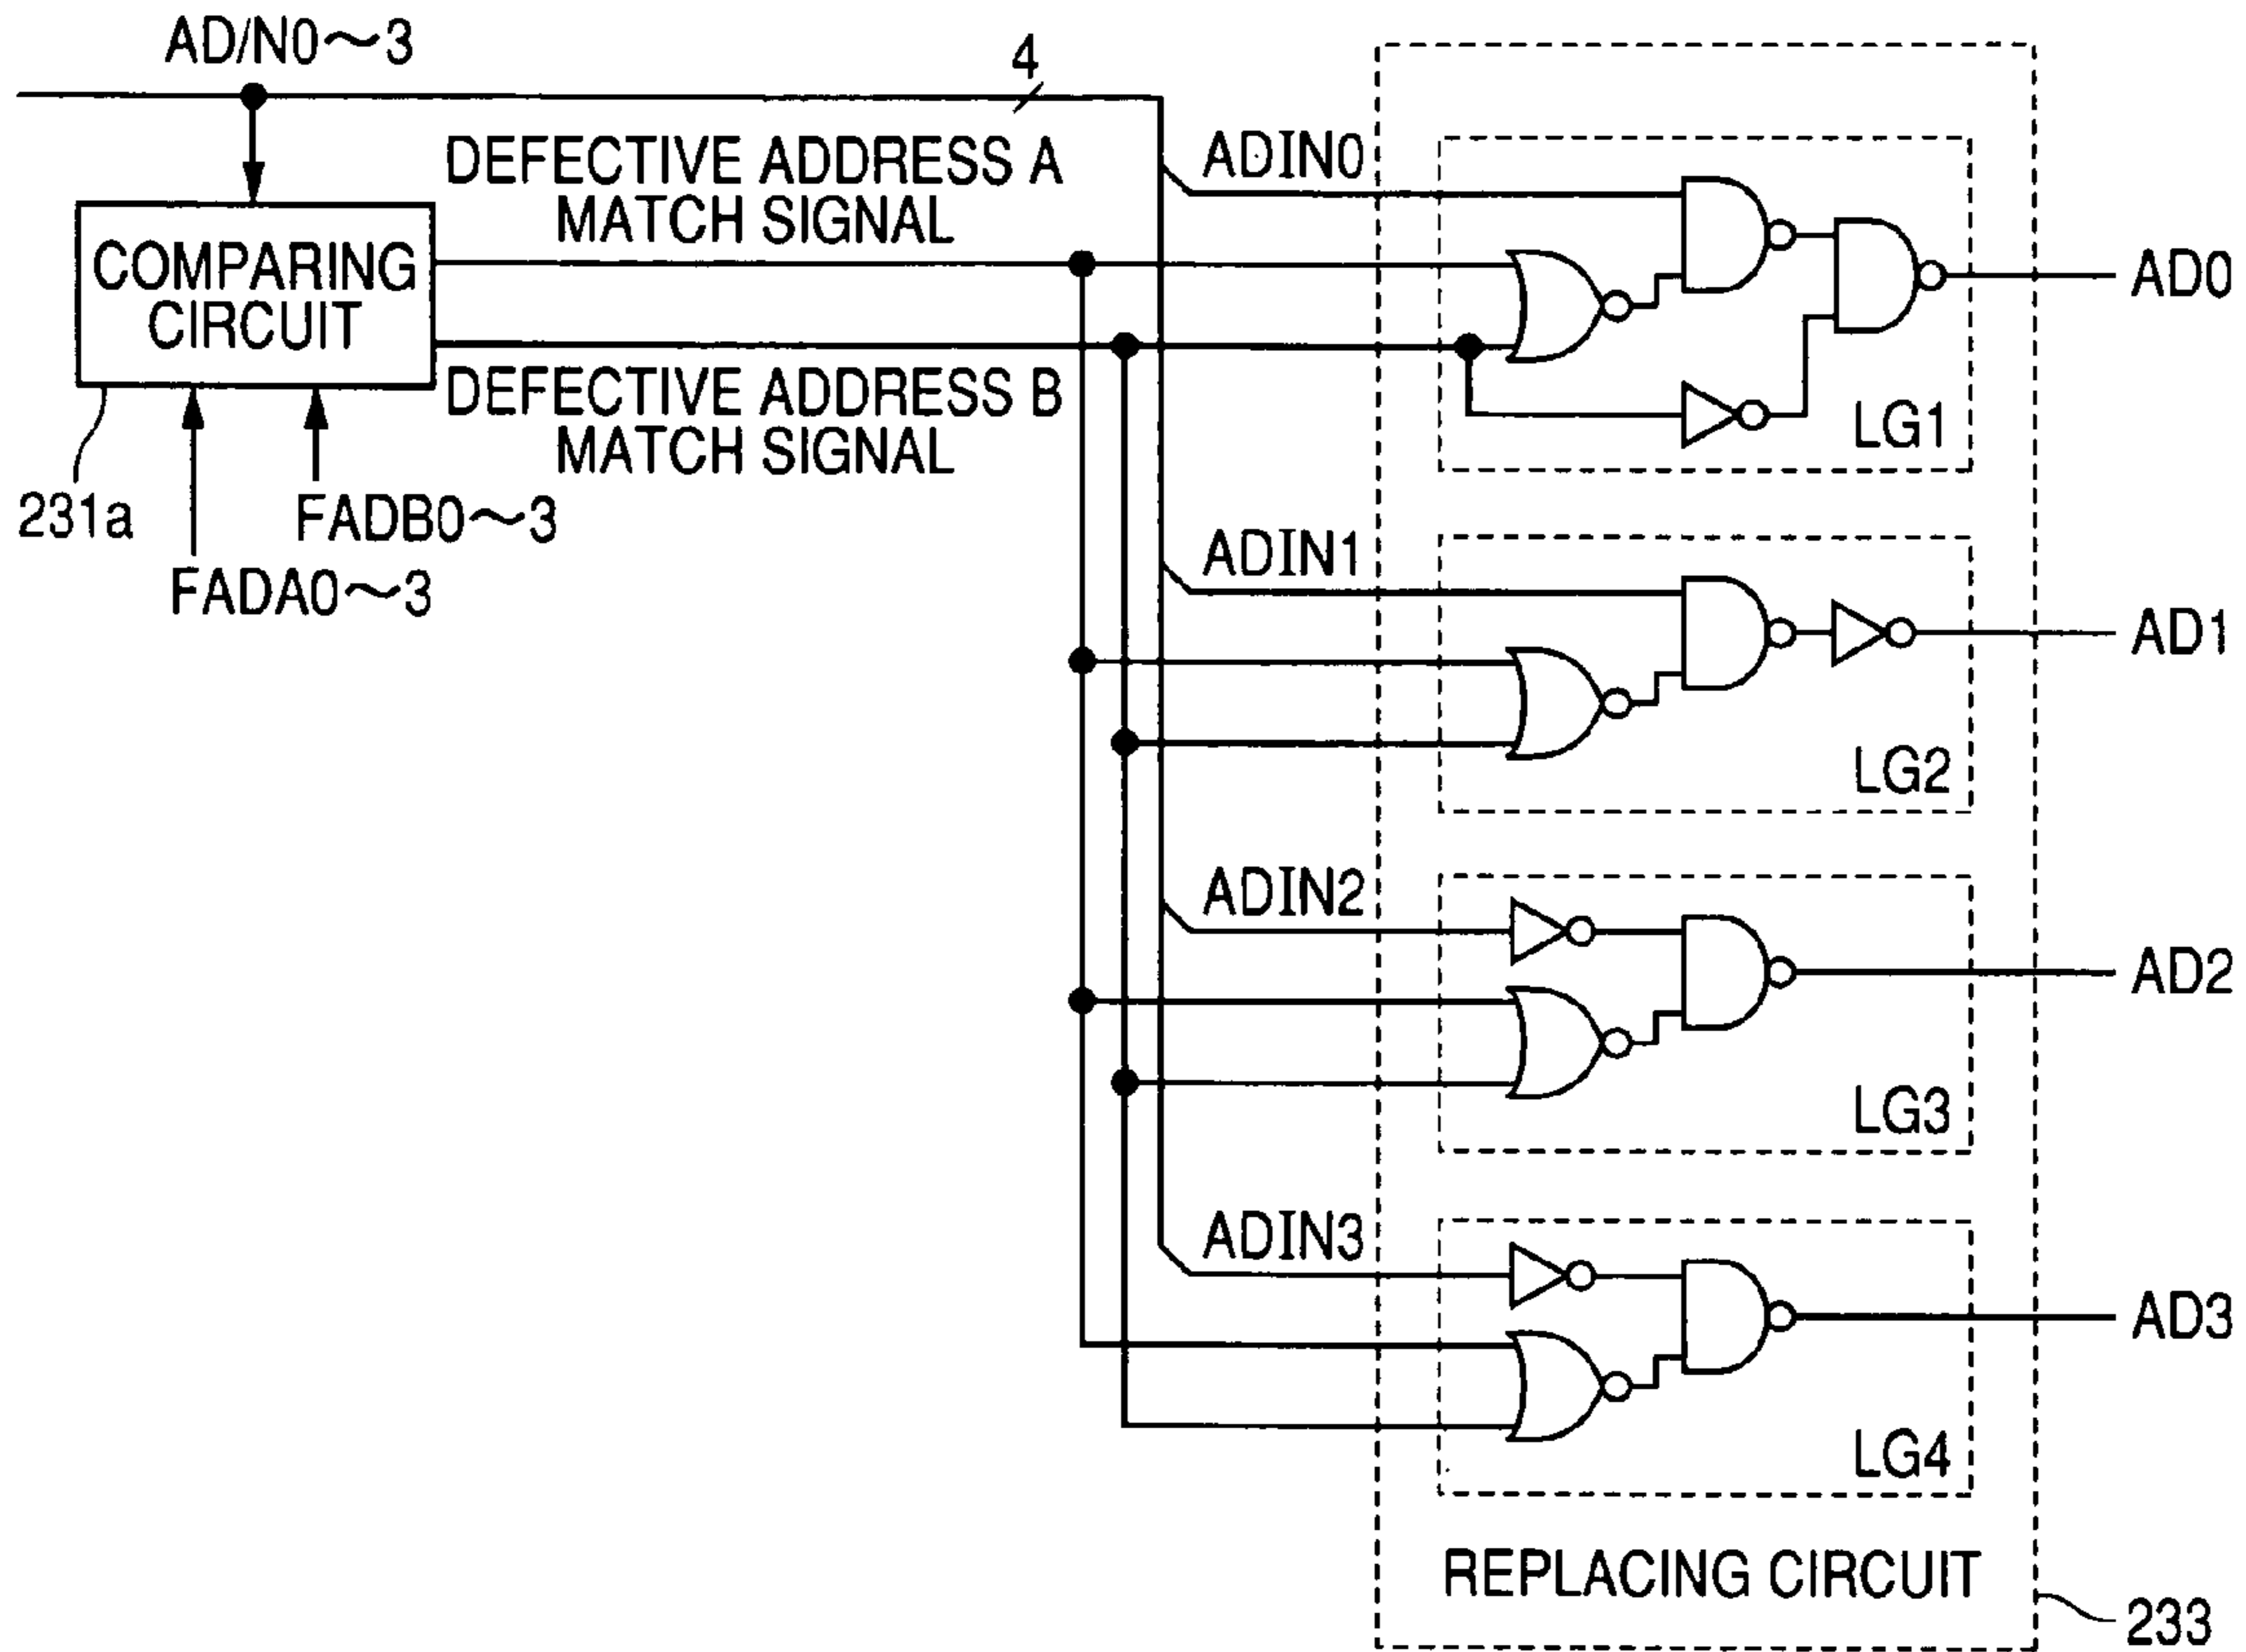 AD/N0～3
4
DEFECTIVE ADDRESS A
MATCH SIGNAL
ADIN0
COMPARING
CIRCUIT
AD0
DEFECTIVE ADDRESS B
MATCH SIGNAL
LG1
231a
FADB0～3
FADA0～3
ADIN1
AD1
LG2
ADIN2
AD2
LG3
ADIN3
AD3
LG4
REPLACING CIRCUIT
233